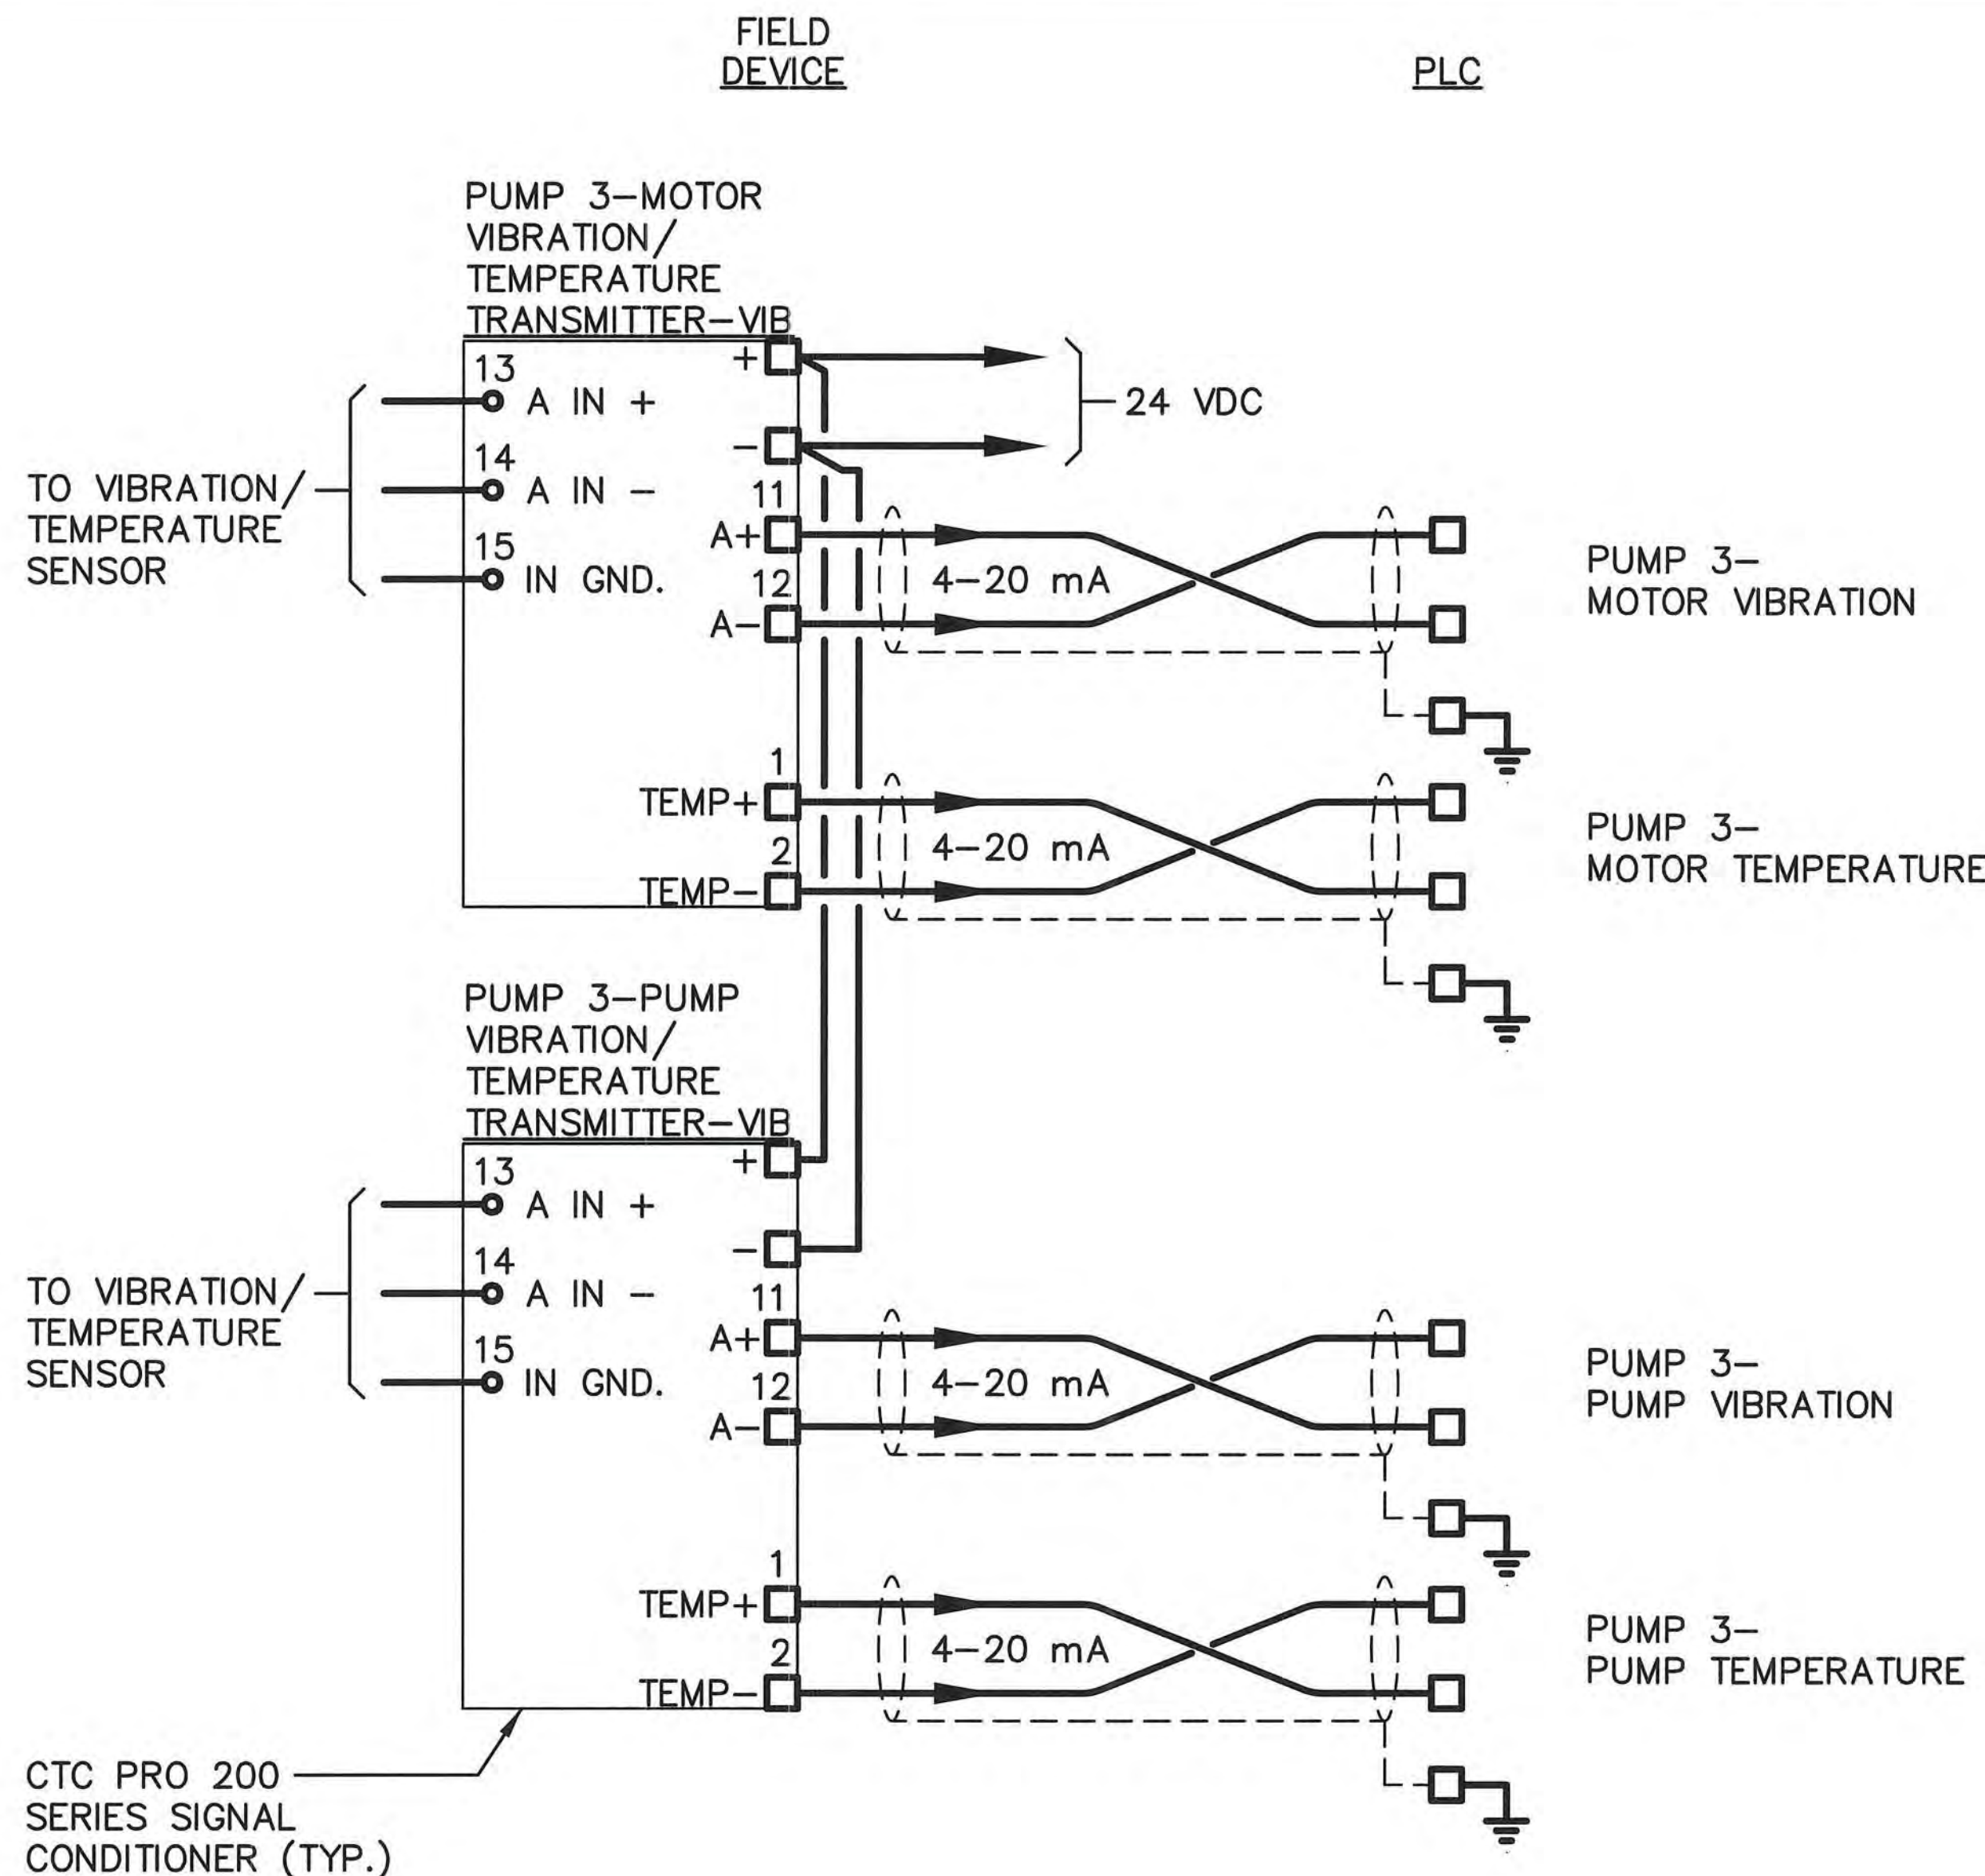 FIELD
DEVICE
PLC
PUMP 3-MOTOR
VIBRATION/
TEMPERATURE
TRANSMITTER-VIB
+
13
A IN +
24 VDC
-
14
A IN -
TO VIBRATION/
TEMPERATURE
SENSOR
11
A+
15
IN GND.
4-20 mA
12
A-
PUMP 3-
MOTOR VIBRATION
1
TEMP+
4-20 mA
2
TEMP-
PUMP 3-
MOTOR TEMPERATURE
PUMP 3-PUMP
VIBRATION/
TEMPERATURE
TRANSMITTER-VIB
+
13
A IN +
-
14
A IN -
TO VIBRATION/
TEMPERATURE
SENSOR
11
A+
15
IN GND.
4-20 mA
12
A-
PUMP 3-
PUMP VIBRATION
1
TEMP+
4-20 mA
2
TEMP-
PUMP 3-
PUMP TEMPERATURE
CTC PRO 200
SERIES SIGNAL
CONDITIONER (TYP.)